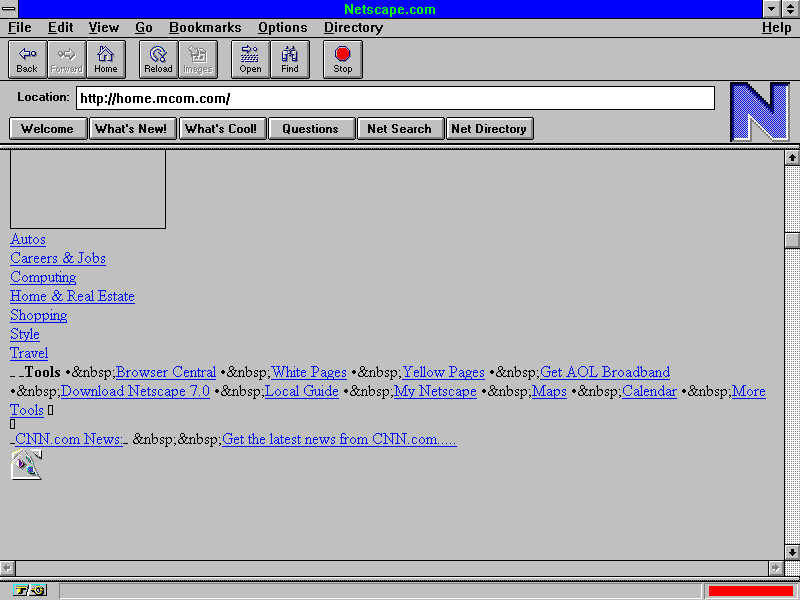 Netscape.com
File Edit View Go Bookmarks Options Directory Help
Back Forward Home Reload Images Open Find Stop
Location: http://home.mcom.com/
N
Welcome What's New! What's Cool! Questions Net Search Net Directory
Autos
Careers & Jobs
Computing
Home & Real Estate
Shopping
Style
Travel
_ _Tools •&nbsp;Browser Central •&nbsp;White Pages •&nbsp;Yellow Pages •&nbsp;Get AOL Broadband
•&nbsp;Download Netscape 7.0 •&nbsp;Local Guide •&nbsp;My Netscape •&nbsp;Maps •&nbsp;Calendar •&nbsp;More
Tools ▯
▯
_CNN.com News:_ &nbsp;&nbsp;Get the latest news from CNN.com.....